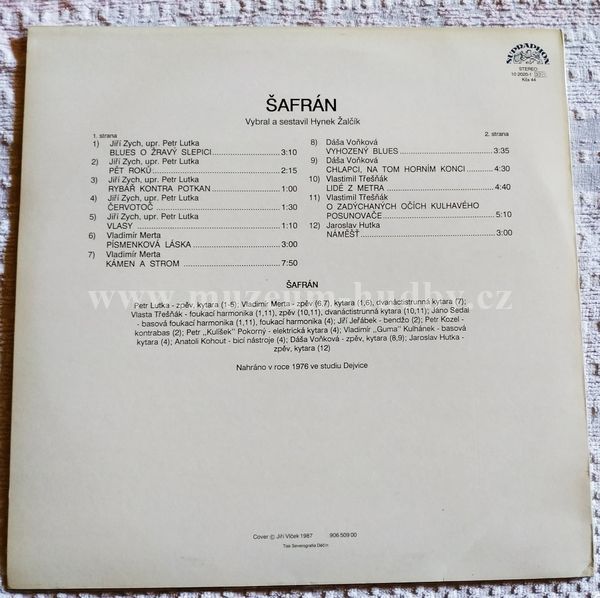 SUPRAPHON
STEREO
10 2020-1
Kčs 44
ŠAFRÁN
Vybral a sestavil Hynek Žalčík
1. strana
1) Jiří Zych, upr. Petr Lutka
BLUES O ŽRAVÝ SLEPICI 3:10
2) Jiří Zych, upr. Petr Lutka
PĚT ROKŮ 2:15
3) Jiří Zych, upr. Petr Lutka
RYBÁŘ KONTRA POTKAN 1:00
4) Jiří Zych, upr. Petr Lutka
ČERVOTOČ 1:30
5) Jiří Zych, upr. Petr Lutka
VLASY 1:10
6) Vladimír Merta
PÍSMENKOVÁ LÁSKA 3:00
7) Vladimír Merta
KÁMEN A STROM 7:50
2. strana
8) Dáša Voňková
VYHOZENÝ BLUES 3:35
9) Dáša Voňková
CHLAPCI, NA TOM HORNÍM KONCI 4:30
10) Vlastimil Třešňák
LIDÉ Z METRA 4:40
11) Vlastimil Třešňák
O ZADÝCHANÝCH OČÍCH KULHAVÉHO
POSUNOVAČE 5:10
12) Jaroslav Hutka
NÁMĚŠŤ 3:00
ŠAFRÁN
Petr Lutka - zpěv, kytara (1-5); Vladimír Merta - zpěv (6,7), kytara (1,6), dvanáctistrunná kytara (7);
Vlasta Třešňák - foukací harmonika (1,11), zpěv (10,11), dvanáctistrunná kytara (10,11); Jáno Sedal
- basová foukací harmonika (1,11), foukací harmonika (4); Jiří Jeřábek - bendžo (2); Petr Kozel -
kontrabas (2); Petr „Kulíšek" Pokorný - elektrická kytara (4); Vladimír „Guma" Kulhánek - basová
kytara (4); Anatoli Kohout - bicí nástroje (4); Dáša Voňková - zpěv, kytara (8,9); Jaroslav Hutka -
zpěv, kytara (12)
Nahráno v roce 1976 ve studiu Dejvice
www.muzeum-hudby.cz
Cover © Jiří Vlček 1987 906 509 00
Tisk Severografia Děčín